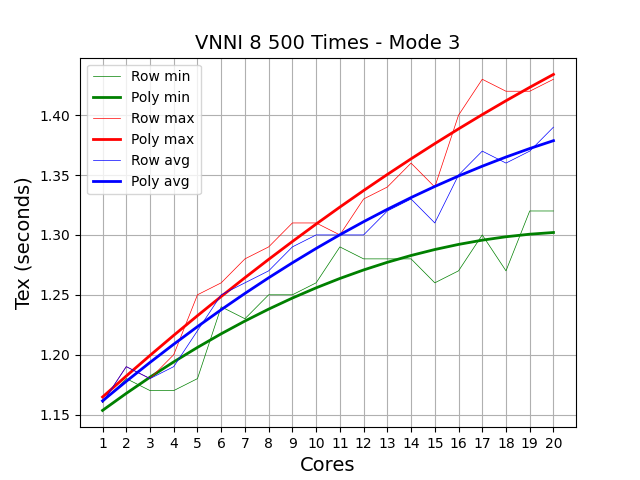 VNNI 8 500 Times - Mode 3
Row min
Poly min
Row max
Poly max
Row avg
Poly avg
Tex (seconds)
1.40
1.35
1.30
1.25
1.20
1.15
1 2 3 4 5 6 7 8 9 10 11 12 13 14 15 16 17 18 19 20
Cores